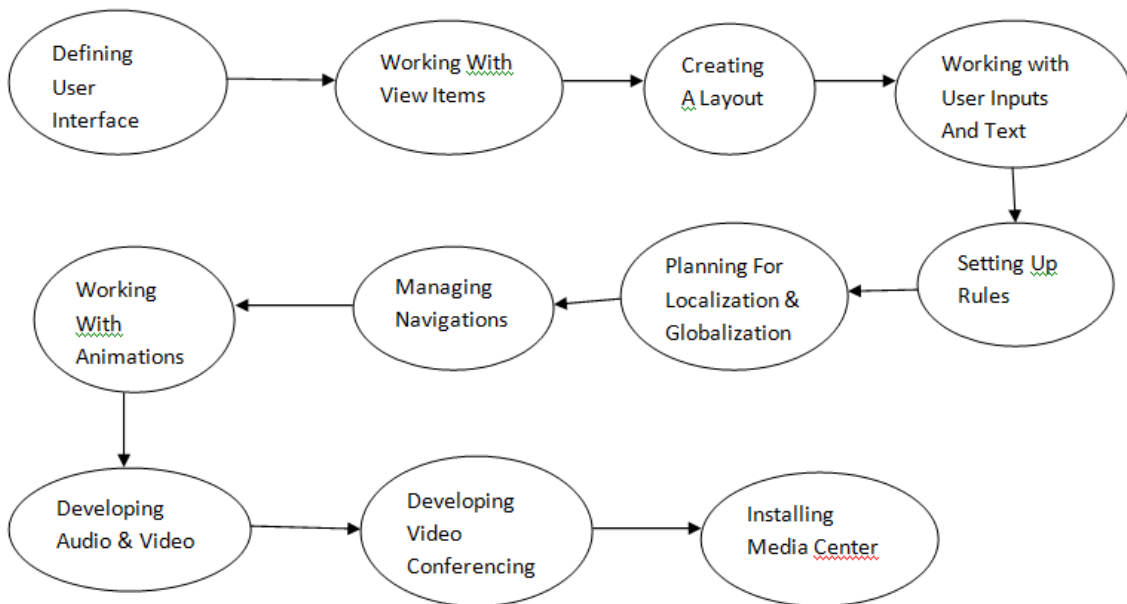 Defining
User
Interface
Working With
View Items
Creating
A Layout
Working with
User Inputs
And Text
Setting Up
Rules
Planning For
Localization &
Globalization
Managing
Navigations
Working
With
Animations
Developing
Audio & Video
Developing
Video
Conferencing
Installing
Media Center